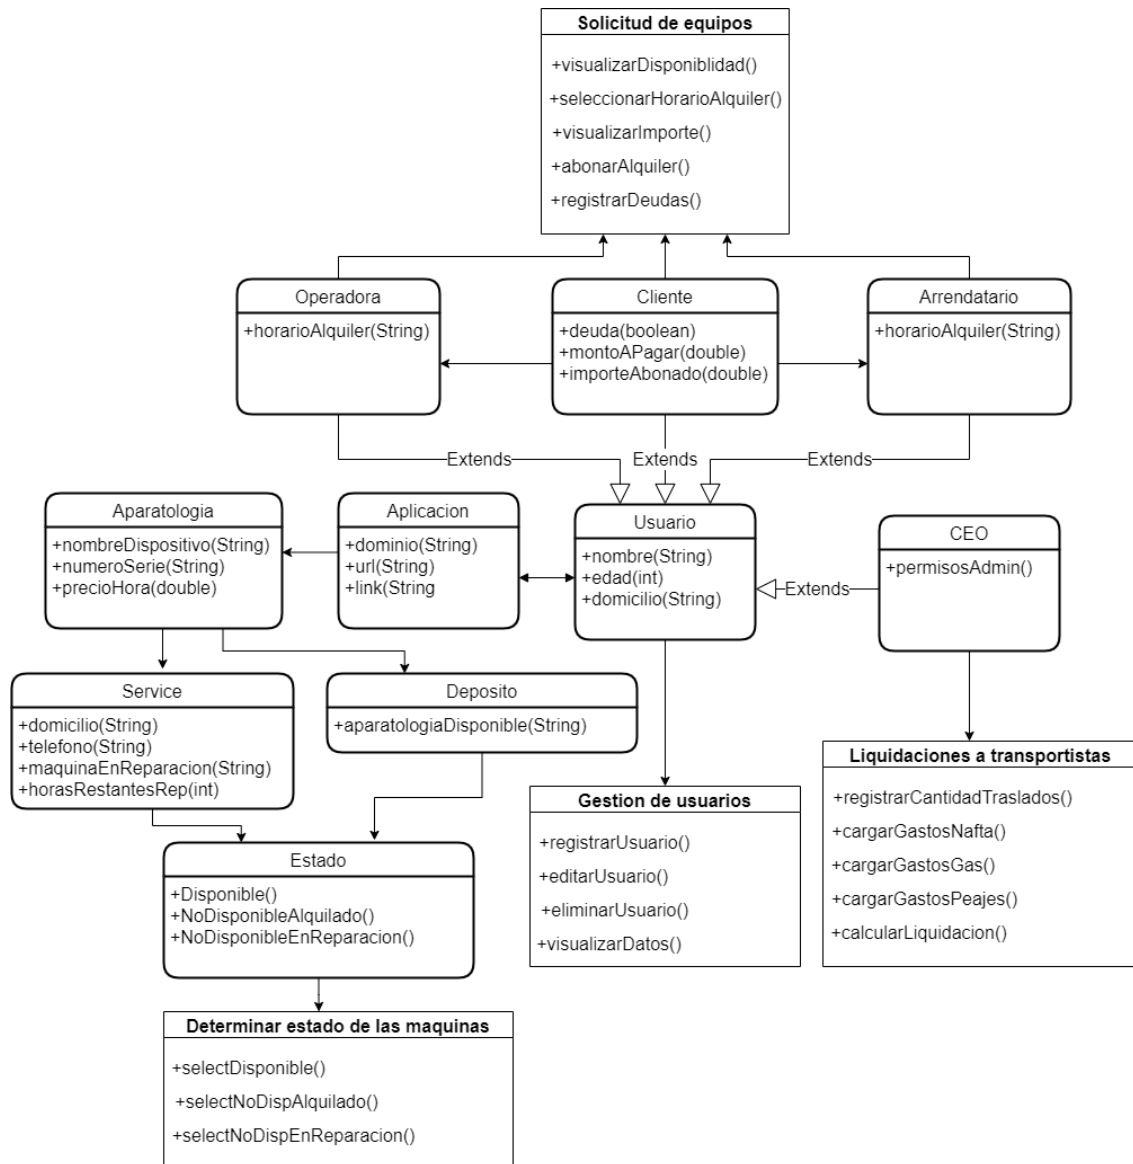 Solicitud de equipos
+visualizarDisponiblidad()
+seleccionarHorarioAlquiler()
+visualizarImporte()
+abonarAlquiler()
+registrarDeudas()
Operadora
+horarioAlquiler(String)
Cliente
+deuda(boolean)
+montoAPagar(double)
+importeAbonado(double)
Arrendatario
+horarioAlquiler(String)
Extends
Extends
Extends
Aparatologia
+nombreDispositivo(String)
+numeroSerie(String)
+precioHora(double)
Aplicacion
+dominio(String)
+url(String)
+link(String
Usuario
+nombre(String)
+edad(int)
+domicilio(String)
Extends
CEO
+permisosAdmin()
Service
+domicilio(String)
+telefono(String)
+maquinaEnReparacion(String)
+horasRestantesRep(int)
Deposito
+aparatologiaDisponible(String)
Gestion de usuarios
+registrarUsuario()
+editarUsuario()
+eliminarUsuario()
+visualizarDatos()
Liquidaciones a transportistas
+registrarCantidadTraslados()
+cargarGastosNafta()
+cargarGastosGas()
+cargarGastosPeajes()
+calcularLiquidacion()
Estado
+Disponible()
+NoDisponibleAlquilado()
+NoDisponibleEnReparacion()
Determinar estado de las maquinas
+selectDisponible()
+selectNoDispAlquilado()
+selectNoDispEnReparacion()